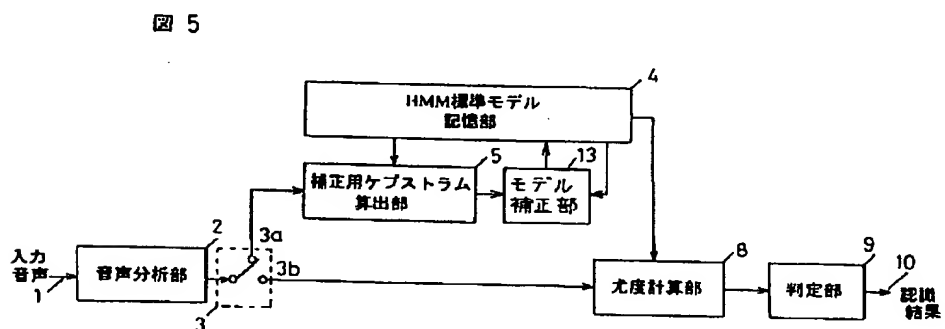 図 5
4
HMM標準モデル
記憶部
5
13
補正用ケプストラム
算出部
モデル
補正部
2
3a
3b
入力
音声
1
音声分析部
3
8
尤度計算部
9
判定部
10
認識
結果